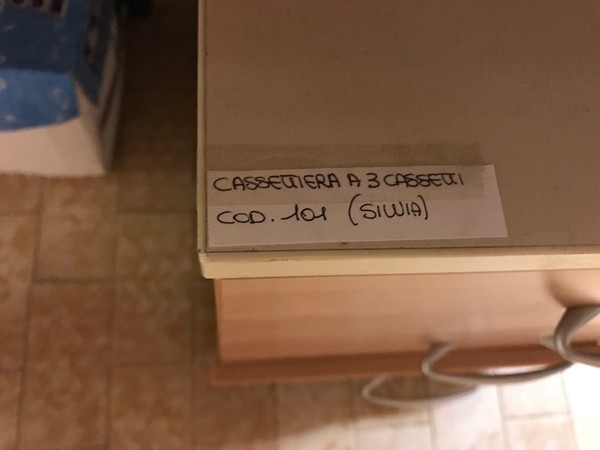 CASSETTIERA A 3 CASSETTI
COD. 101 (SILVIA)